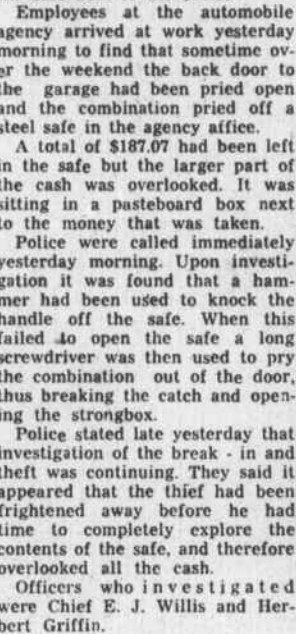 Employees at the automobile
agency arrived at work yesterday
morning to find that sometime ov-
er the weekend the back door to
the garage had been pried open
and the combination pried off a
steel safe in the agency affice.
A total of $187.07 had been left
in the safe but the larger part of
the cash was overlooked. It was
sitting in a pasteboard box next
to the money that was taken.
Police were called immediately
yesterday morning. Upon investi-
gation it was found that a ham-
mer had been used to knock the
handle off the safe. When this
failed to open the safe a long
screwdriver was then used to pry
the combination out of the door,
thus breaking the catch and open-
ing the strongbox.
Police stated late yesterday that
investigation of the break - in and
theft was continuing. They said it
appeared that the thief had been
frightened away before he had
time to completely explore the
contents of the safe, and therefore
overlooked all the cash.
Officers who investigated
were Chief E. J. Willis and Her-
bert Griffin.